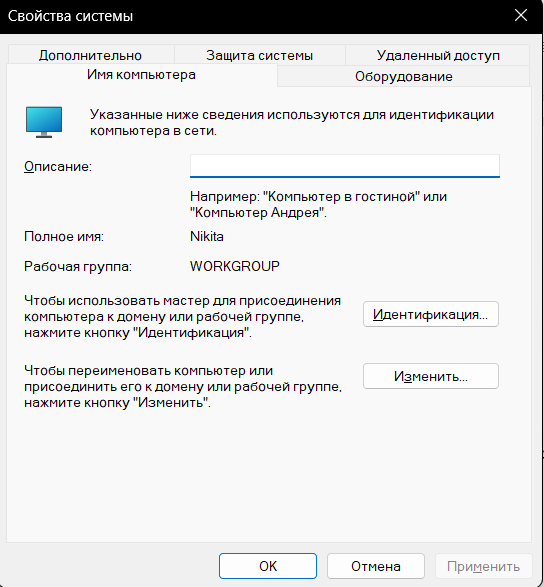 Свойства системы
Дополнительно
Защита системы
Удаленный доступ
Имя компьютера
Оборудование
Указанные ниже сведения используются для идентификации
компьютера в сети.
Описание:
Например: "Компьютер в гостиной" или
"Компьютер Андрея".
Полное имя:
Nikita
Рабочая группа:
WORKGROUP
Чтобы использовать мастер для присоединения
компьютера к домену или рабочей группе,
нажмите кнопку "Идентификация".
Идентификация...
Чтобы переименовать компьютер или
присоединить его к домену или рабочей группе,
нажмите кнопку "Изменить".
Изменить...
ОК
Отмена
Применить